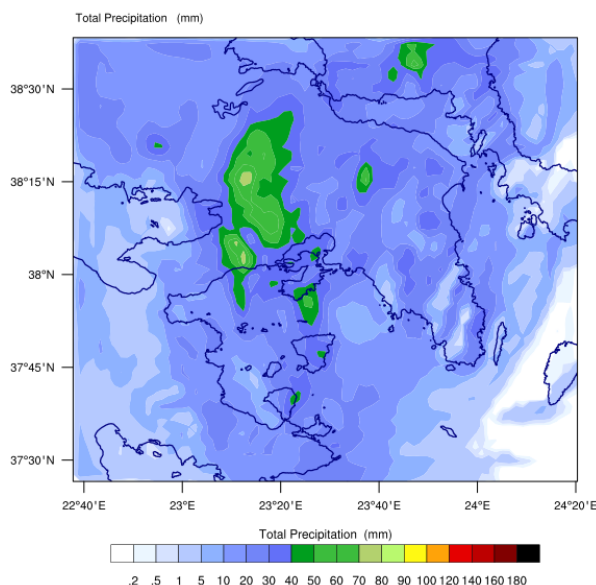 Total Precipitation (mm)
38°30'N
38°15'N
38°N
37°45'N
37°30'N
22°40'E 23°E 23°20'E 23°40'E 24°E 24°20'E
Total Precipitation (mm)
.2 .5 1 5 10 20 30 40 50 60 70 80 90 100 120 140 160 180